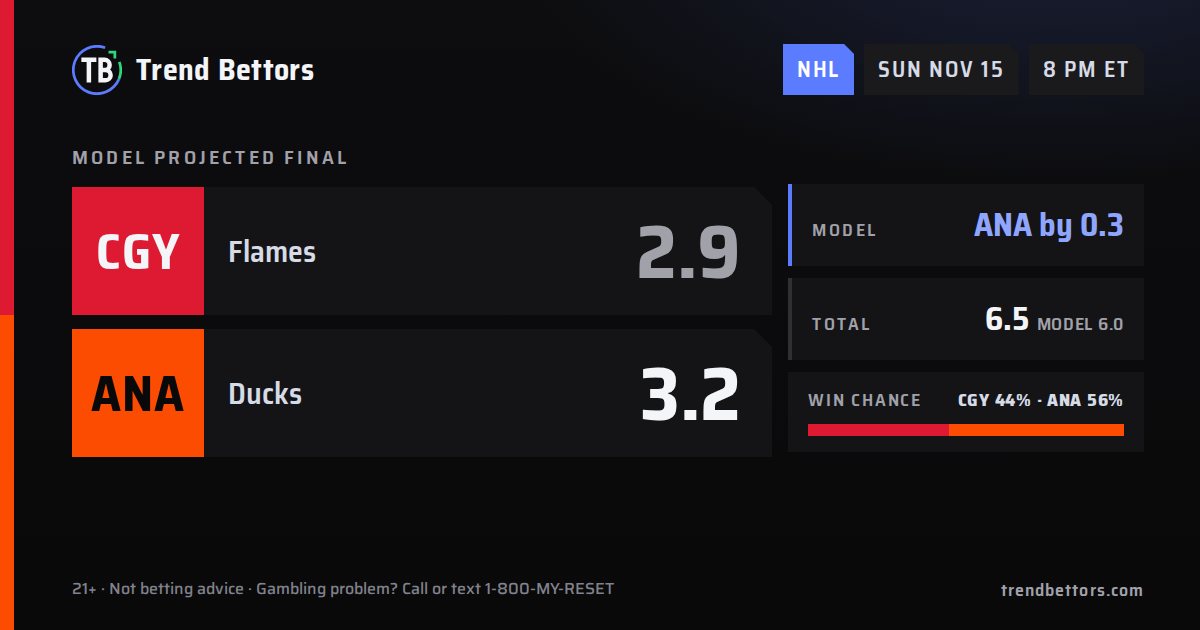 TB Trend Bettors
NHL SUN NOV 15 8 PM ET
MODEL PROJECTED FINAL
CGY Flames 2.9
ANA Ducks 3.2
MODEL ANA by 0.3
TOTAL 6.5 MODEL 6.0
WIN CHANCE CGY 44% · ANA 56%
21+ · Not betting advice · Gambling problem? Call or text 1-800-MY-RESET
trendbettors.com